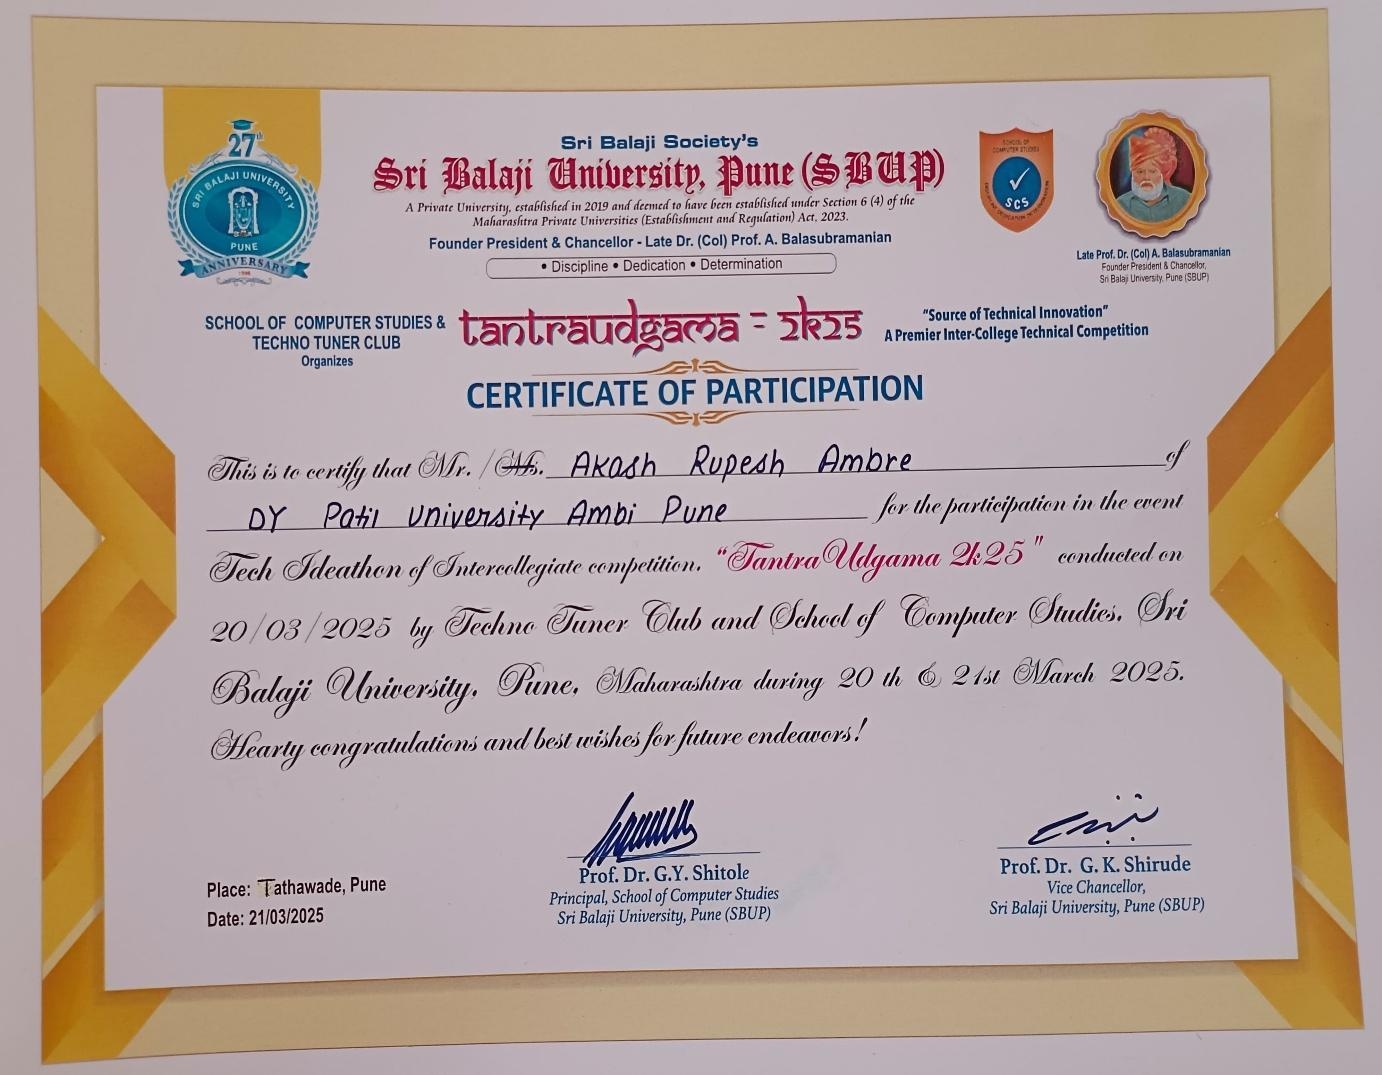 27th
SRI BALAJI UNIVERSITY
PUNE
ANNIVERSARY
Sri Balaji Society's
Sri Balaji University, Pune (SBUP)
A Private University, established in 2019 and deemed to have been established under Section 6 (4) of the
Maharashtra Private Universities (Establishment and Regulation) Act, 2023.
Founder President & Chancellor - Late Dr. (Col) Prof. A. Balasubramanian
• Discipline • Dedication • Determination
SCHOOL OF
COMPUTER STUDIES
SCS
Late Prof. Dr. (Col) A. Balasubramanian
Founder President & Chancellor,
Sri Balaji University, Pune (SBUP)
SCHOOL OF COMPUTER STUDIES &
TECHNO TUNER CLUB
Organizes
tantraudgama - 2k25
"Source of Technical Innovation"
A Premier Inter-College Technical Competition
CERTIFICATE OF PARTICIPATION
This is to certify that Mr. /Ms. Akash Rupesh Ambre of
DY Patil University Ambi Pune for the participation in the event
Tech Ideathon of Intercollegiate competition. "TantraUdgama 2k25" conducted on
20/03/2025 by Techno Tuner Club and School of Computer Studies. Sri
Balaji University. Pune, Maharashtra during 20 th & 21st March 2025.
Hearty congratulations and best wishes for future endeavors!
Place: Tathawade, Pune
Date: 21/03/2025
Prof. Dr. G.Y. Shitole
Principal, School of Computer Studies
Sri Balaji University, Pune (SBUP)
Prof. Dr. G. K. Shirude
Vice Chancellor,
Sri Balaji University, Pune (SBUP)